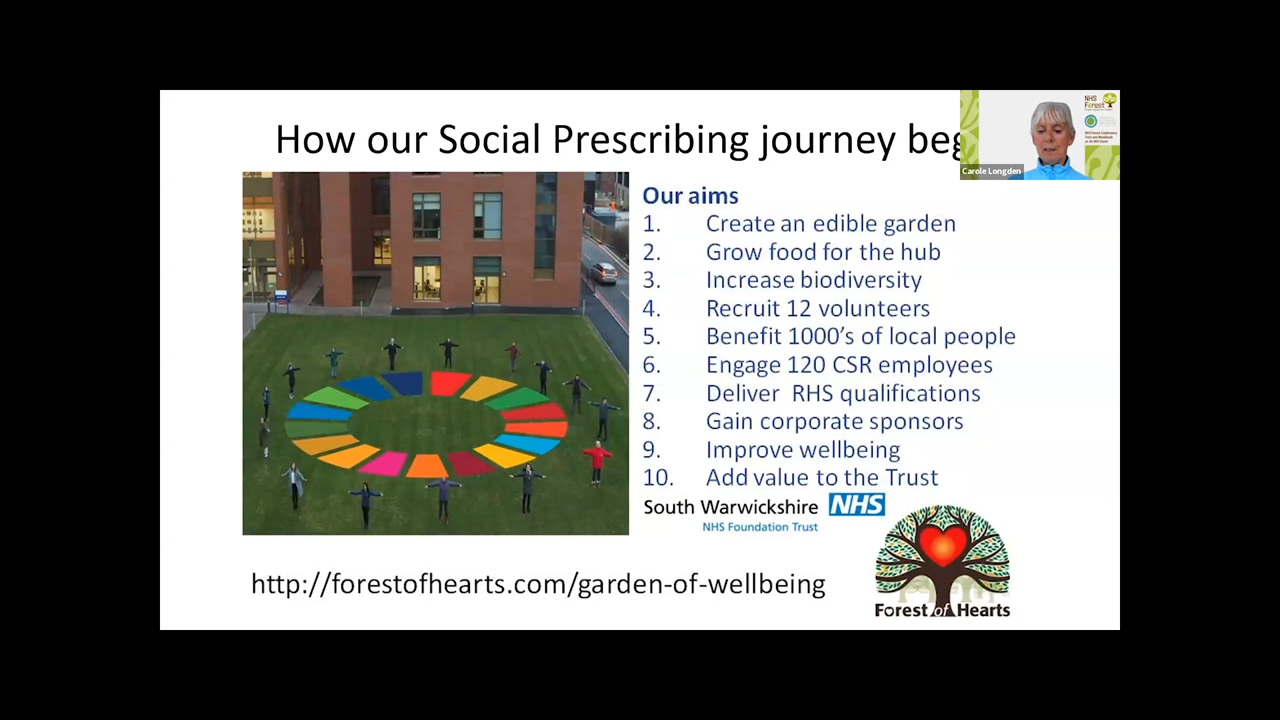 How our Social Prescribing journey beg
NHS
Forest
Carole Longden
Our aims
1. Create an edible garden
2. Grow food for the hub
3. Increase biodiversity
4. Recruit 12 volunteers
5. Benefit 1000’s of local people
6. Engage 120 CSR employees
7. Deliver RHS qualifications
8. Gain corporate sponsors
9. Improve wellbeing
10. Add value to the Trust
South Warwickshire NHS
NHS Foundation Trust
http://forestofhearts.com/garden-of-wellbeing
Forest of Hearts